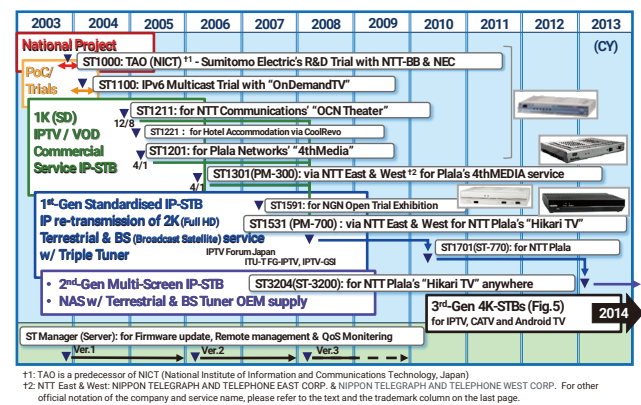 2003 2004 2005 2006 2007 2008 2009 2010 2011 2012 2013
(CY)
National Project
ST1000: TAO (NICT) †1 - Sumitomo Electric's R&D Trial with NTT-BB & NEC
PoC/
Trials
ST1100: IPv6 Multicast Trial with "OnDemandTV"
1K (SD)
IPTV / VOD
Commercial
Service IP-STB
ST1211: for NTT Communications' "OCN Theater"
12/8
ST1221 : for Hotel Accommodation via CoolRevo
ST1201: for Plala Networks' "4thMedia"
4/1
ST1301(PM-300): via NTT East & West †2 for Plala's 4thMEDIA service
4/1
1st-Gen Standardised IP-STB
IP re-transmission of 2K (Full HD)
Terrestrial & BS (Broadcast Satellite) service
w/ Triple Tuner
ST1591: for NGN Open Trial Exhibition
ST1531 (PM-700) : via NTT East & West for NTT Plala's "Hikari TV"
IPTV Forum Japan
ITU-T FG-IPTV, IPTV-GSI
ST1701(ST-770): for NTT Plala
• 2nd-Gen Multi-Screen IP-STB
• NAS w/ Terrestrial & BS Tuner OEM supply
ST3204(ST-3200): for NTT Plala's "Hikari TV" anywhere
3rd-Gen 4K-STBs (Fig.5)
for IPTV, CATV and Android TV
2014
ST Manager (Server): for Firmware update, Remote management & QoS Monitoring
Ver.1 Ver.2 Ver.3
†1: TAO is a predecessor of NICT (National Institute of Information and Communications Technology, Japan)
†2: NTT East & West: NIPPON TELEGRAPH AND TELEPHONE EAST CORP. & NIPPON TELEGRAPH AND TELEPHONE WEST CORP. For other
official notation of the company and service name, please refer to the text and the trademark column on the last page.